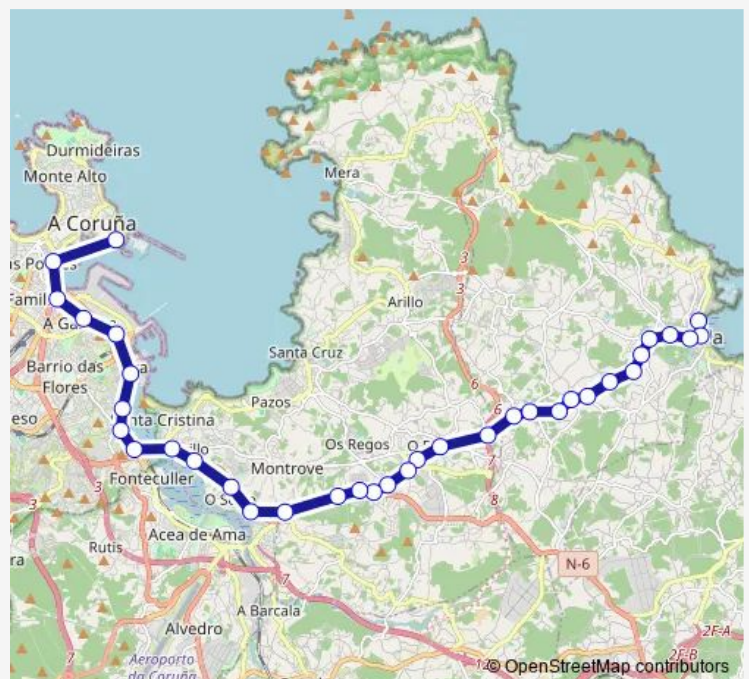 Durmideiras
Monte Alto
A Coruña
Mera
3
3
Arillo
Santa Cruz
Barrio das
Flores
Pazos
6
6
Os Regos
Montrove
Fonteculler
7
3
3
8
Acea de Ama
Rutis
N-6
7
A Barcala
Alvedro
7
Aeroporto
da Coruña
2F-A
2F-B
© OpenStreetMap contributors